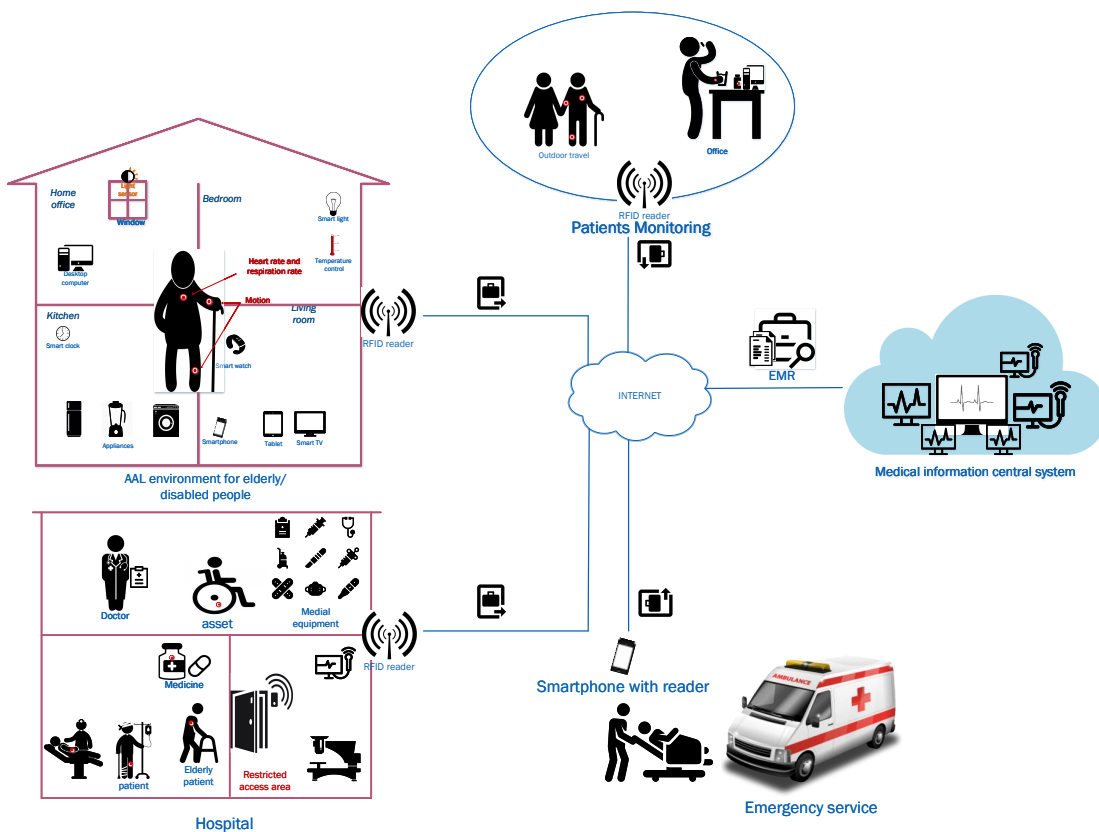 Outdoor travel
Office
RFID reader
Patients Monitoring
Home
office
Light
sensor
Window
Bedroom
Smart light
Desktop
computer
Heart rate and
respiration rate
Temperature
control
Motion
Kitchen
Smart clock
Living
room
Smart watch
RFID reader
Appliances
Smartphone
Tablet
Smart TV
AAL environment for elderly/
disabled people
INTERNET
EMR
Medical information central system
Doctor
asset
Medial
equipment
RFID reader
Medicine
patient
Elderly
patient
Restricted
access area
Hospital
Smartphone with reader
AMBULANCE
Emergency service